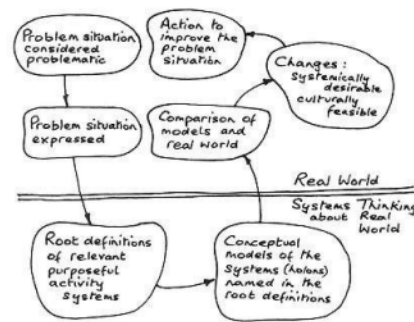 Problem situation
considered
problematic
Problem situation
expressed
Action to
improve the
problem
situation
Changes:
systemically
desirable
culturally
feasible
Comparison of
models and
real world
Real World
Systems Thinking
about Real
World
Root definitions
of relevant
purposeful
activity
systems
Conceptual
models of the
systems (holons)
named in the
root definitions